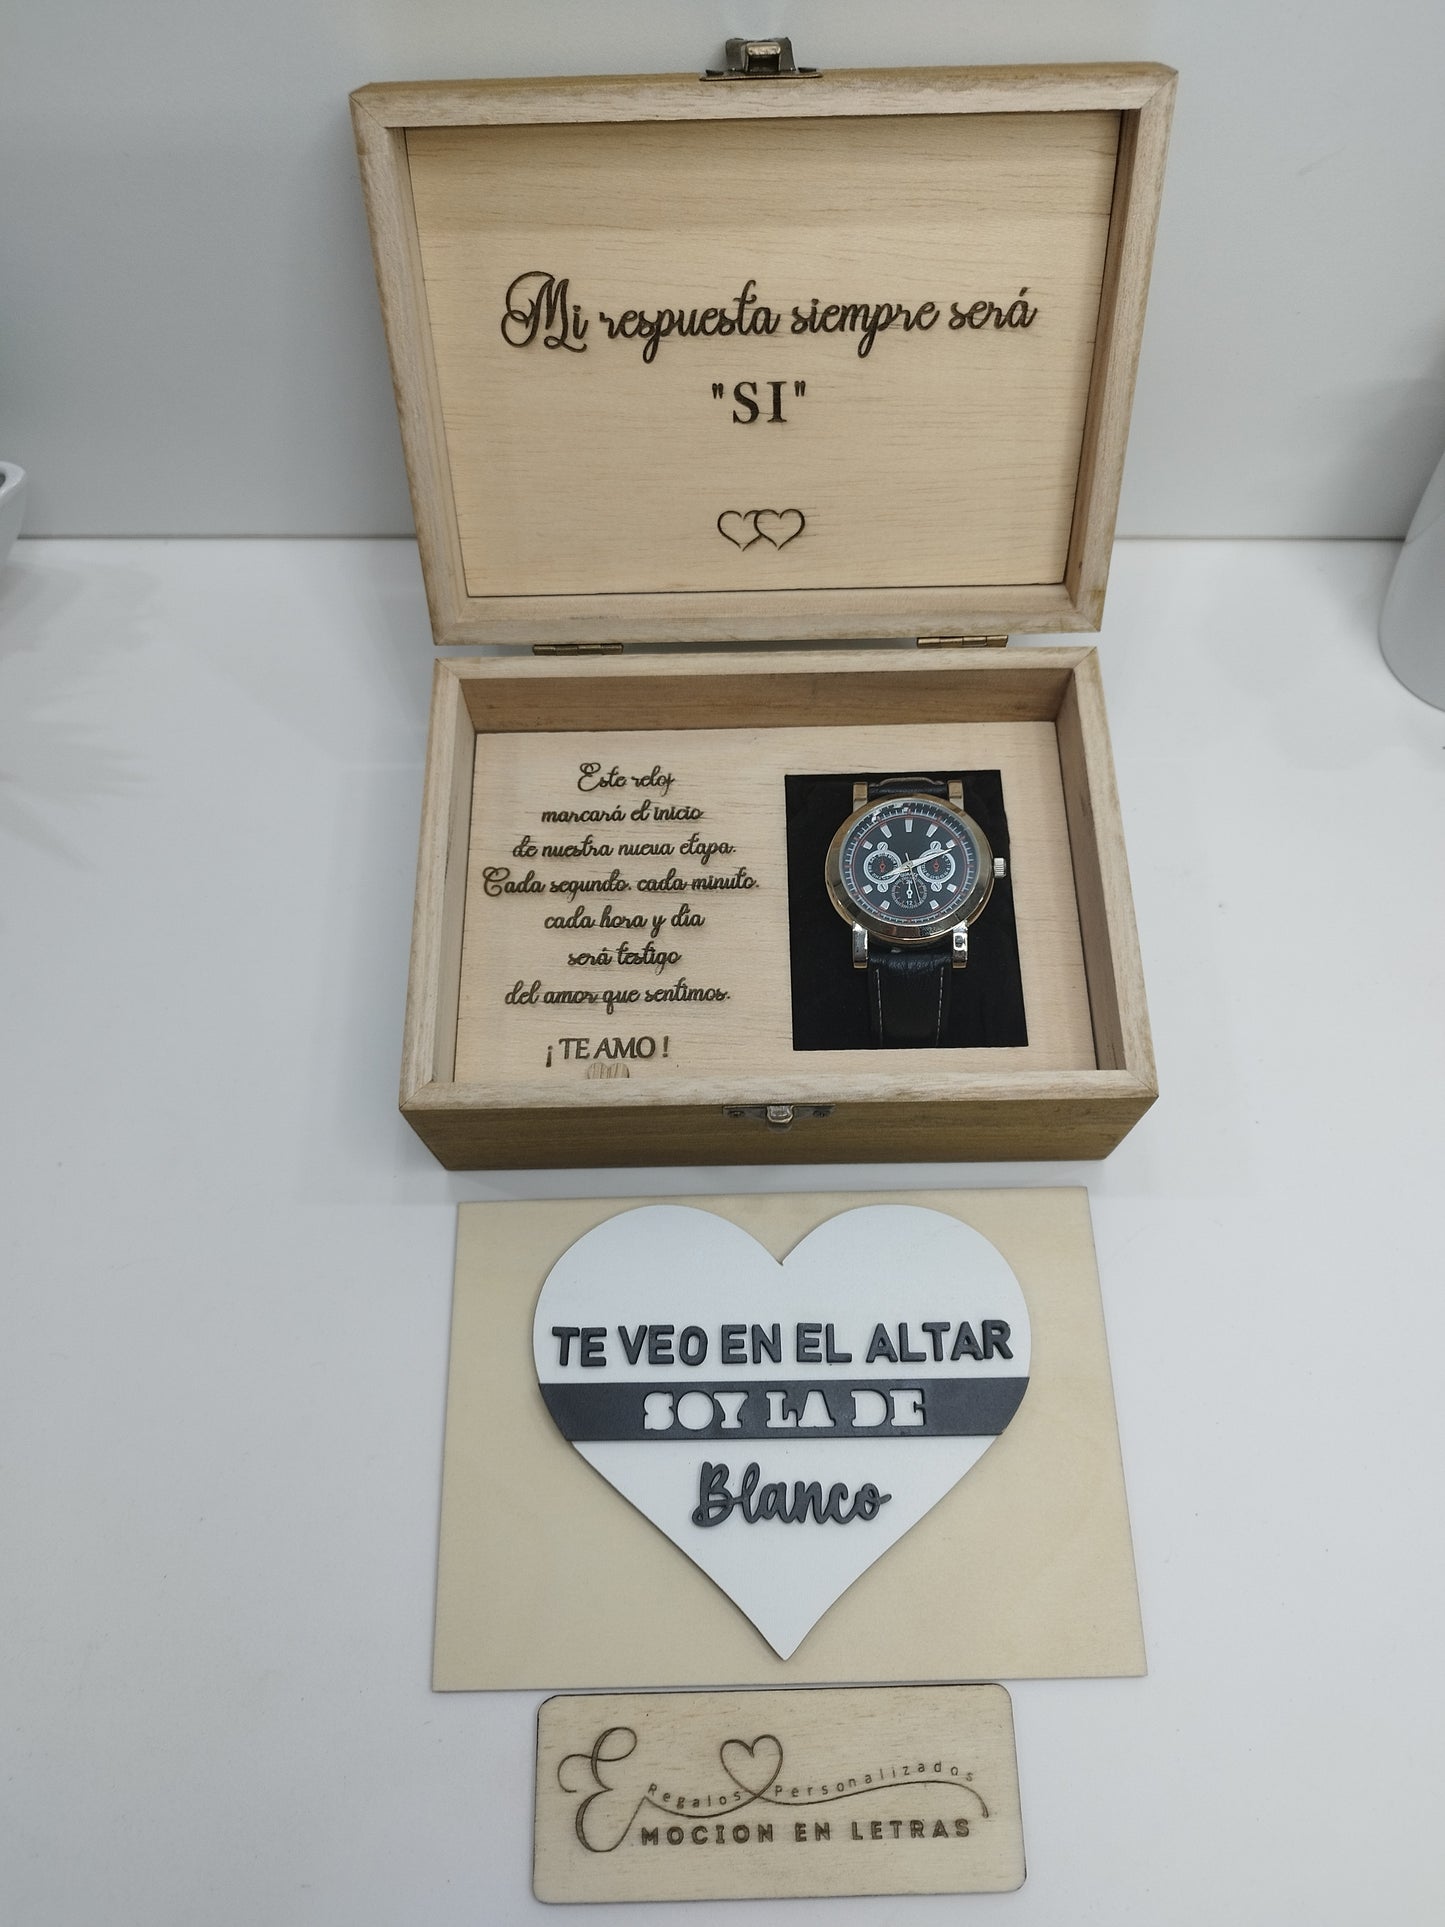 Mi respuesta siempre será
"SI"
Este reloj
marcará el inicio
de nuestra nueva etapa.
Cada segundo. cada minuto.
cada hora y dia
será testigo
del amor que sentimos.
¡TE AMO!
TE VEO EN EL ALTAR
SOY LA DE
Blanco
Regalos Personalizados
EMOCION EN LETRAS